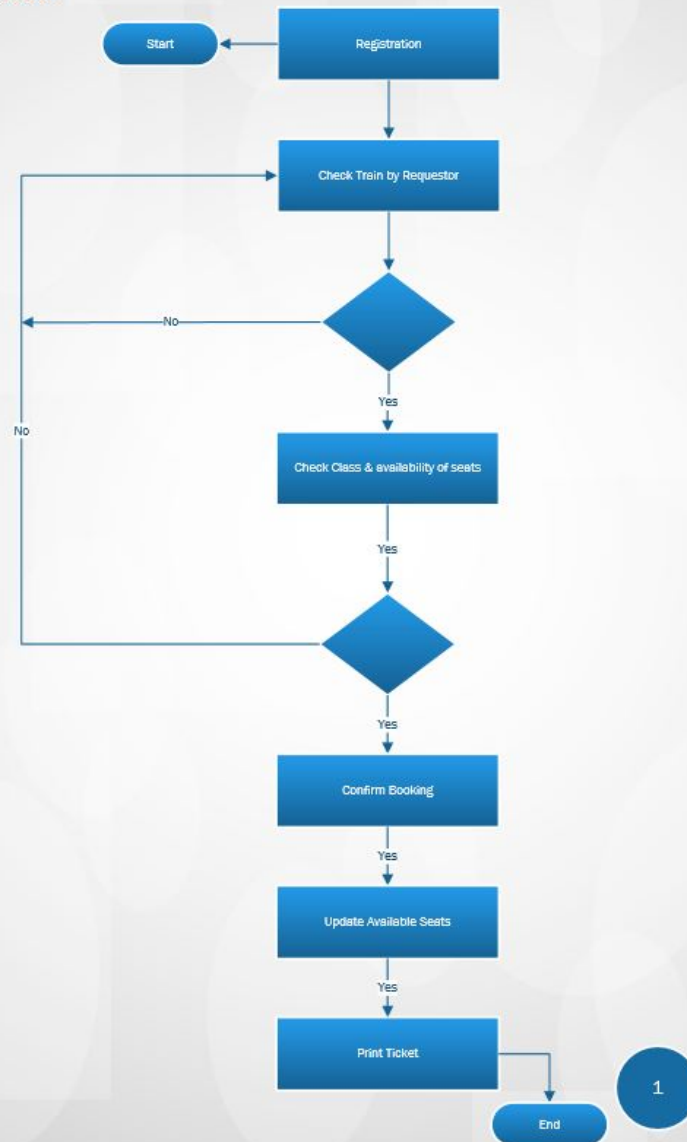 Start
Registration
Check Train by Requestor
No
Yes
No
Check Class & availability of seats
Yes
Yes
Confirm Booking
Yes
Update Available Seats
Yes
Print Ticket
1
End